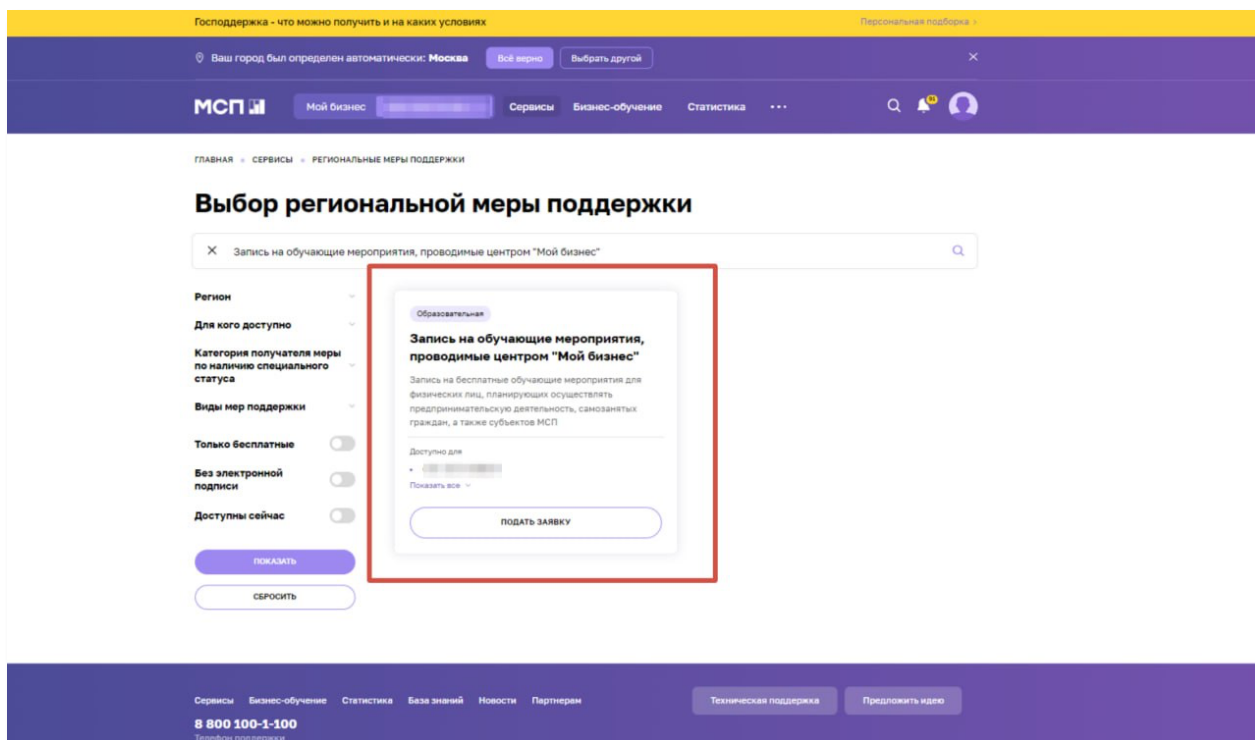 Господдержка - что можно получить и на каких условиях
Персональная подборка ›
Ваш город был определен автоматически: Москва
Всё верно
Выбрать другой
МСП
Мой бизнес
Сервисы
Бизнес-обучение
Статистика
ГЛАВНАЯ
СЕРВИСЫ
РЕГИОНАЛЬНЫЕ МЕРЫ ПОДДЕРЖКИ
Выбор региональной меры поддержки
Запись на обучающие мероприятия, проводимые центром "Мой бизнес"
Регион
Для кого доступно
Категория получателя меры
по наличию специального
статуса
Виды мер поддержки
Только бесплатные
Без электронной
подписи
Доступны сейчас
ПОКАЗАТЬ
СБРОСИТЬ
Образовательная
Запись на обучающие мероприятия,
проводимые центром "Мой бизнес"
Запись на бесплатные обучающие мероприятия для
физических лиц, планирующих осуществлять
предпринимательскую деятельность, самозанятых
граждан, а также субъектов МСП
Доступно для
Показать все
ПОДАТЬ ЗАЯВКУ
Сервисы
Бизнес-обучение
Статистика
База знаний
Новости
Партнерам
Техническая поддержка
Предложить идею
8 800 100-1-100
Телефон поддержки